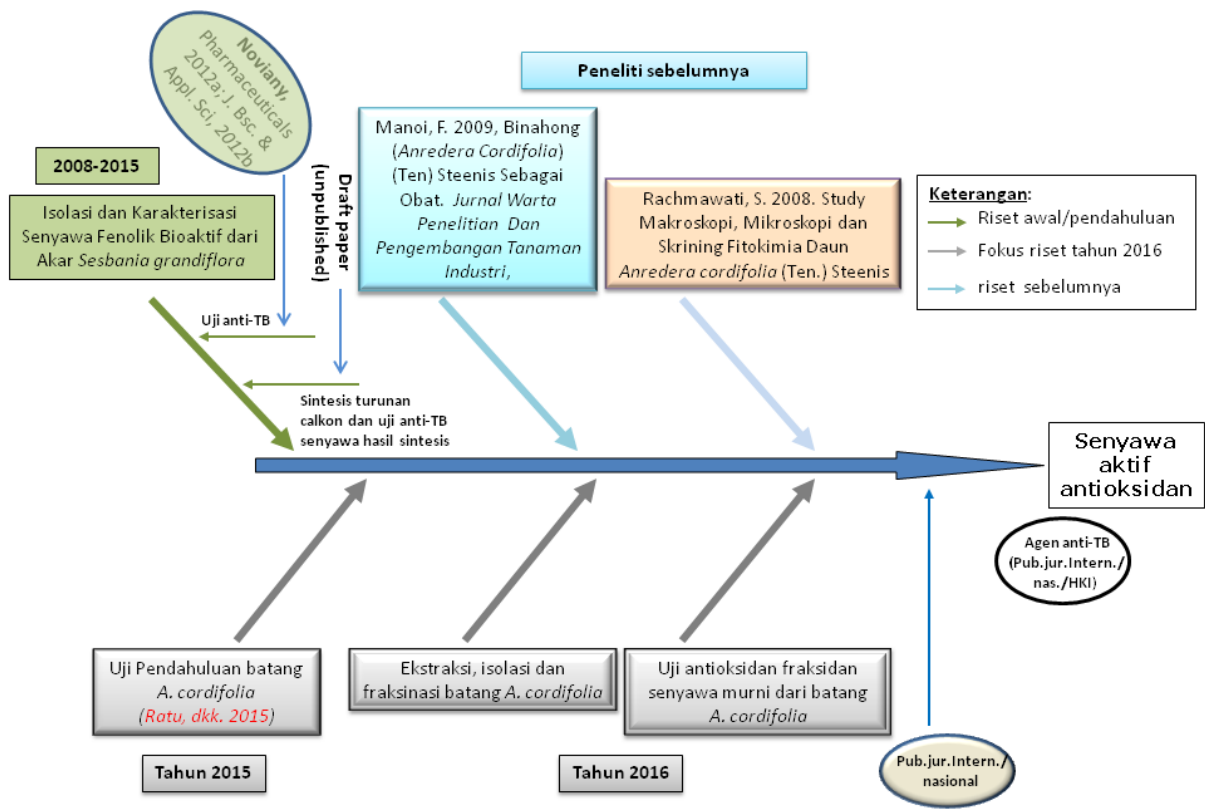 Noviany,
Pharmaceuticals
2012a; J. Bsc. &
Appl. Sci, 2012b
Peneliti sebelumnya
2008-2015
Isolasi dan Karakterisasi
Senyawa Fenolik Bioaktif dari
Akar Sesbania grandiflora
Draft paper
(unpublished)
Manoi, F. 2009, Binahong
(Anredera Cordifolia)
(Ten) Steenis Sebagai
Obat. Jurnal Warta
Penelitian Dan
Pengembangan Tanaman
Industri,
Rachmawati, S. 2008. Study
Makroskopi, Mikroskopi dan
Skrining Fitokimia Daun
Anredera cordifolia (Ten.) Steenis
Keterangan:
Riset awal/pendahuluan
Fokus riset tahun 2016
riset sebelumnya
Uji anti-TB
Sintesis turunan
calkon dan uji anti-TB
senyawa hasil sintesis
Senyawa
aktif
antioksidan
Agen anti-TB
(Pub.jur.Intern./
nas./HKI)
Uji Pendahuluan batang
A. cordifolia
(Ratu, dkk. 2015)
Ekstraksi, isolasi dan
fraksinasi batang A. cordifolia
Uji antioksidan fraksidan
senyawa murni dari batang
A. cordifolia
Tahun 2015
Tahun 2016
Pub.jur.Intern./
nasional